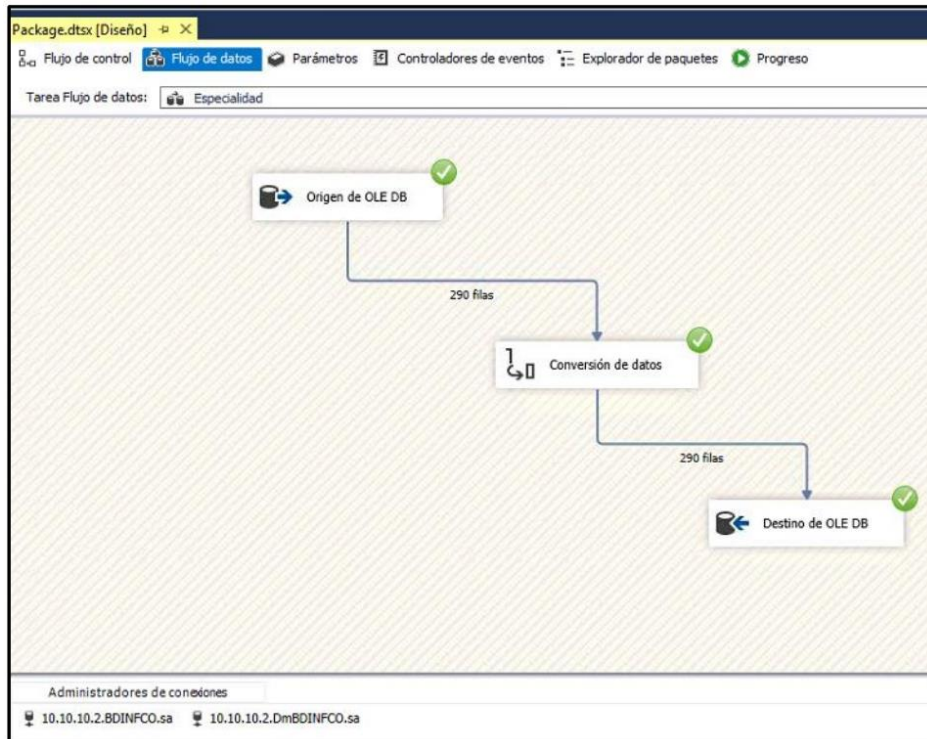 Package.dtsx [Diseño]
Flujo de control Flujo de datos Parámetros Controladores de eventos Explorador de paquetes Progreso
Tarea Flujo de datos: Especialidad
Origen de OLE DB
290 filas
Conversión de datos
290 filas
Destino de OLE DB
Administradores de conexiones
10.10.10.2.BDINFCO.sa 10.10.10.2.DmBDINFCO.sa